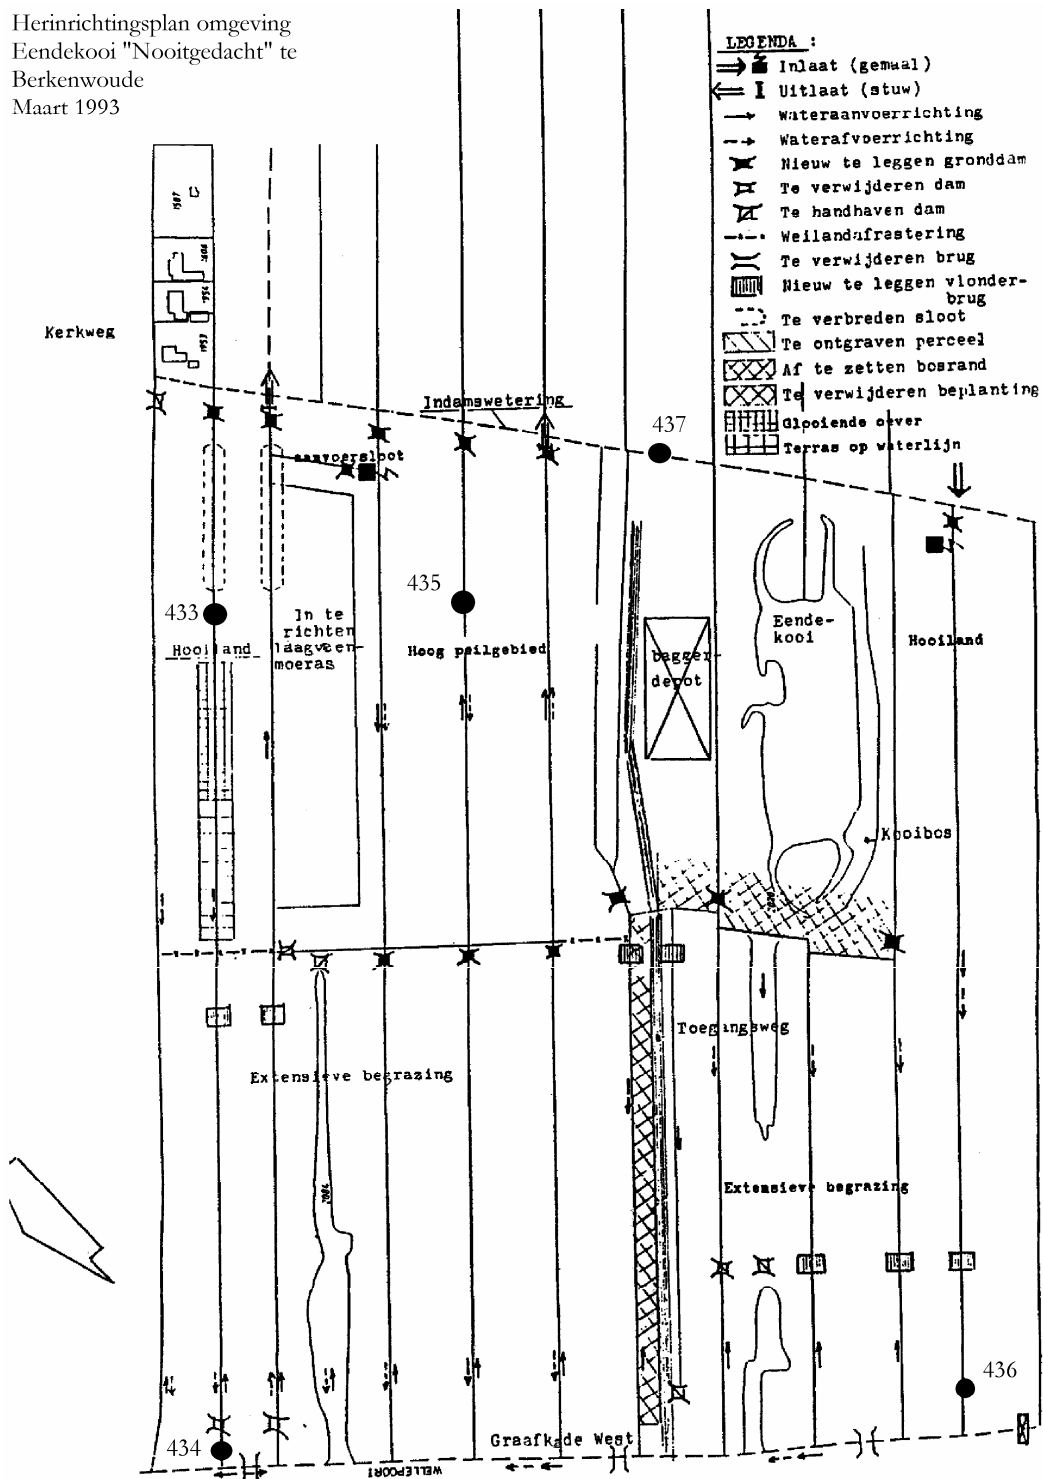 Herinrichtingsplan omgeving
Eendekooi "Nooitgedacht" te
Berkenwoude
Maart 1993
LEGENDA :
Inlaat (gemaal)
Uitlaat (stuw)
Wateraanvoerrichting
Waterafvoerrichting
Nieuw te leggen gronddam
Te verwijderen dam
Te handhaven dam
Weilandafrastering
Te verwijderen brug
Nieuw te leggen vlonder-
brug
Te verbreden sloot
Te ontgraven perceel
Af te zetten bosrand
Te verwijderen beplanting
Glooiende oever
Terras op waterlijn
1587
1953
Kerkweg
Indamswetering
437
aanvoersloot
433
435
In te
richten
laagveen-
moeras
Hooiland
Hoog peilgebied
bagger-
depot
Eende-
kooi
Hooiland
Kooibos
Toegangsweg
Extensieve begrazing
Extensieve begrazing
436
434
Graafkade West
WELLEPOORT